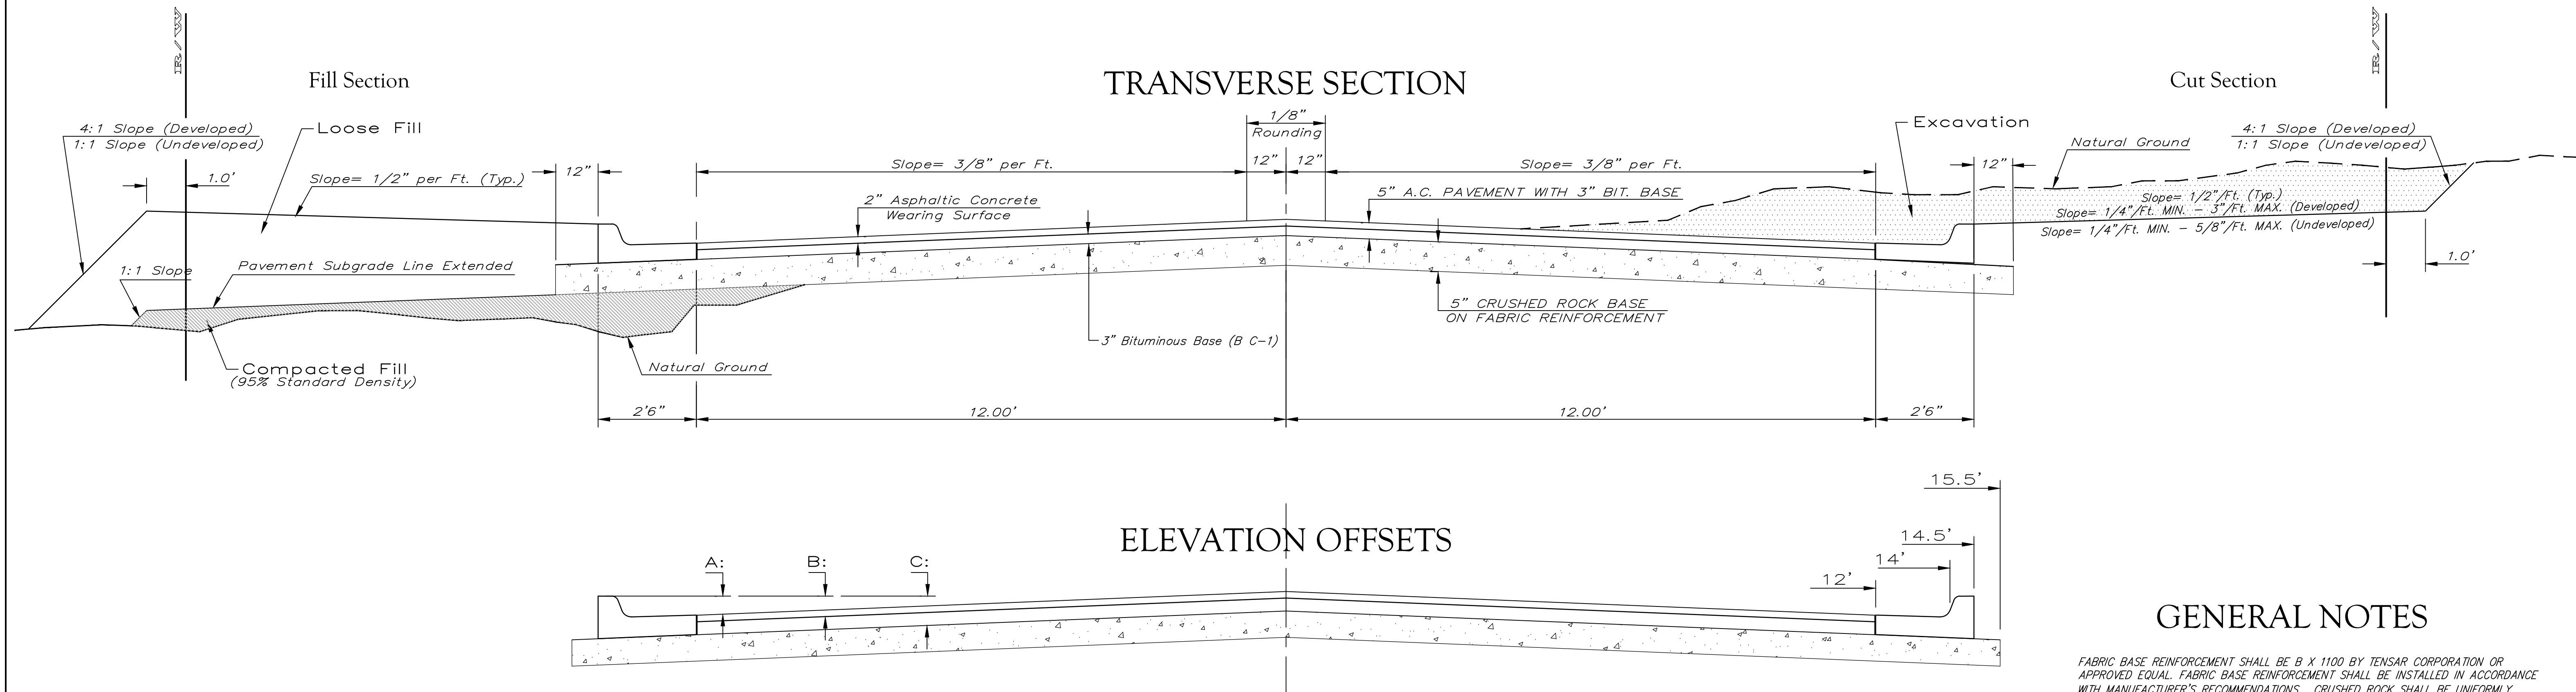 R/W
R/W
Fill Section
TRANSVERSE SECTION
Cut Section
4:1 Slope (Developed)
1:1 Slope (Undeveloped)
Loose Fill
1/8"
Rounding
Excavation
4:1 Slope (Developed)
1:1 Slope (Undeveloped)
Natural Ground
12"
Slope= 3/8" per Ft.
12"
12"
Slope= 3/8" per Ft.
12"
1.0'
Slope= 1/2" per Ft. (Typ.)
2" Asphaltic Concrete
Wearing Surface
5" A.C. PAVEMENT WITH 3" BIT. BASE
Slope= 1/2"/Ft. (Typ.)
Slope= 1/4"/Ft. MIN. - 3"/Ft. MAX. (Developed)
Slope= 1/4"/Ft. MIN. - 5/8"/Ft. MAX. (Undeveloped)
1.0'
1:1 Slope
Pavement Subgrade Line Extended
5" CRUSHED ROCK BASE
ON FABRIC REINFORCEMENT
3" Bituminous Base (B C-1)
Compacted Fill
(95% Standard Density)
Natural Ground
2'6"
12.00'
12.00'
2'6"
15.5'
ELEVATION OFFSETS
14.5'
14'
12'
A:
B:
C:
GENERAL NOTES
FABRIC BASE REINFORCEMENT SHALL BE B X 1100 BY TENSAR CORPORATION OR
APPROVED EQUAL. FABRIC BASE REINFORCEMENT SHALL BE INSTALLED IN ACCORDANCE
WITH MANUFACTURER'S RECOMMENDATIONS. CRUSHED ROCK SHALL BE UNIFORMLY